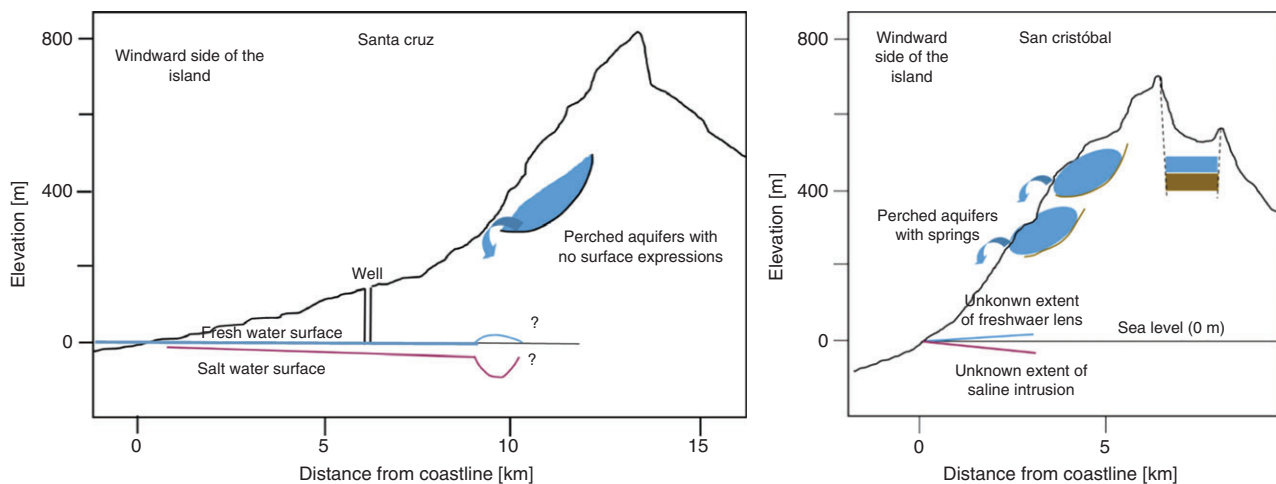 800
Windward side of the
island
Santa cruz
Elevation [m]
400
0
Perched aquifers with
no surface expressions
Well
Fresh water surface
?
Salt water surface
?
0
5
10
15
Distance from coastline [km]
800
Windward
side of the
island
San cristóbal
Elevation [m]
400
0
Perched aquifers
with springs
Unkonwn extent
of freshwaer lens
Sea level (0 m)
Unknown extent of
saline intrusion
0
5
Distance from coastline [km]